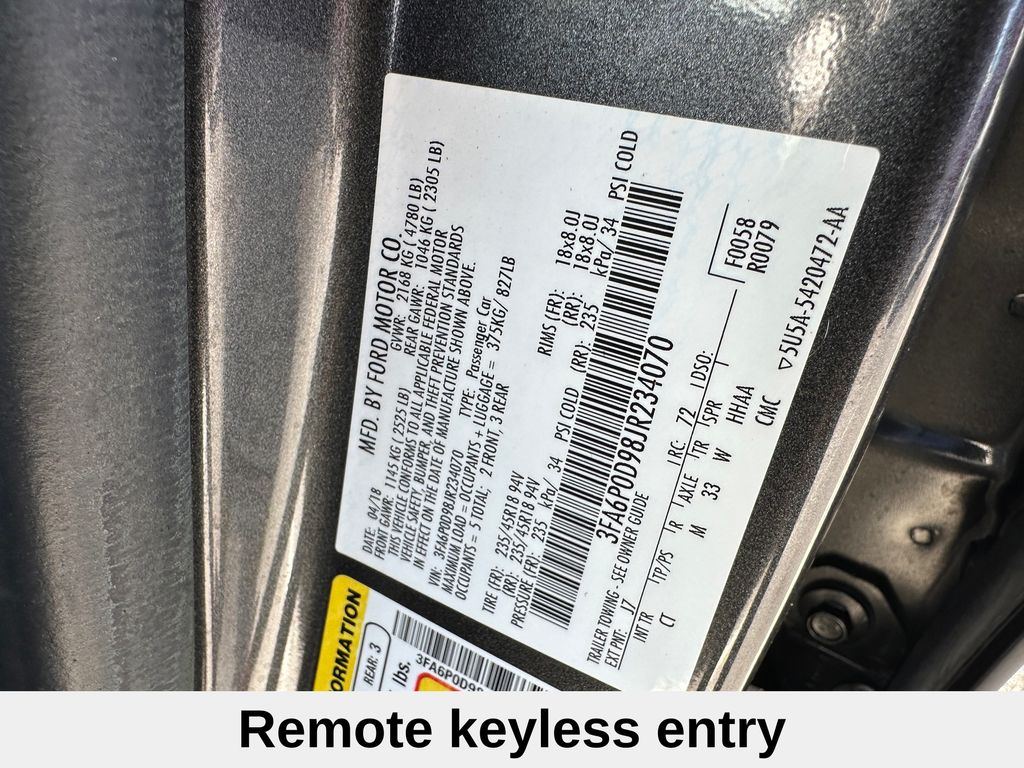 MFD. BY FORD MOTOR CO.
DATE: 04/18 GVWR: 2168 KG ( 4780 LB)
FRONT GAWR: 1145 KG ( 2525 LB) REAR GAWR: 1046 KG ( 2305 LB)
THIS VEHICLE CONFORMS TO ALL APPLICABLE FEDERAL MOTOR
VEHICLE SAFETY, BUMPER, AND THEFT PREVENTION STANDARDS
IN EFFECT ON THE DATE OF MANUFACTURE SHOWN ABOVE.
VIN: 3FA6P0D98JR234070 TYPE: Passenger Car
MAXIMUM LOAD = OCCUPANTS + LUGGAGE = 375KG/ 827LB
OCCUPANTS = 5 TOTAL; 2 FRONT, 3 REAR
TIRE (FR): 235/45R18 94V RIMS (FR): 18x8.0J
(RR): 235/45R18 94V (RR): 18x8.0J
PRESSURE (FR): 235 kPa/ 34 PSI COLD (RR): 235 kPa/ 34 PSI COLD
3FA6P0D98JR234070
TRAILER TOWING - SEE OWNER GUIDE
F0058
R0079
EXT PNT: J7 RC: 72 DSO:
INT TR TP/PS R AXLE TR SPR
CT M 33 W HHAA
CMC
▽5U5A-5420472-AA
ORMATION
REAR: 3
lbs.
3FA6P0D9
Remote keyless entry